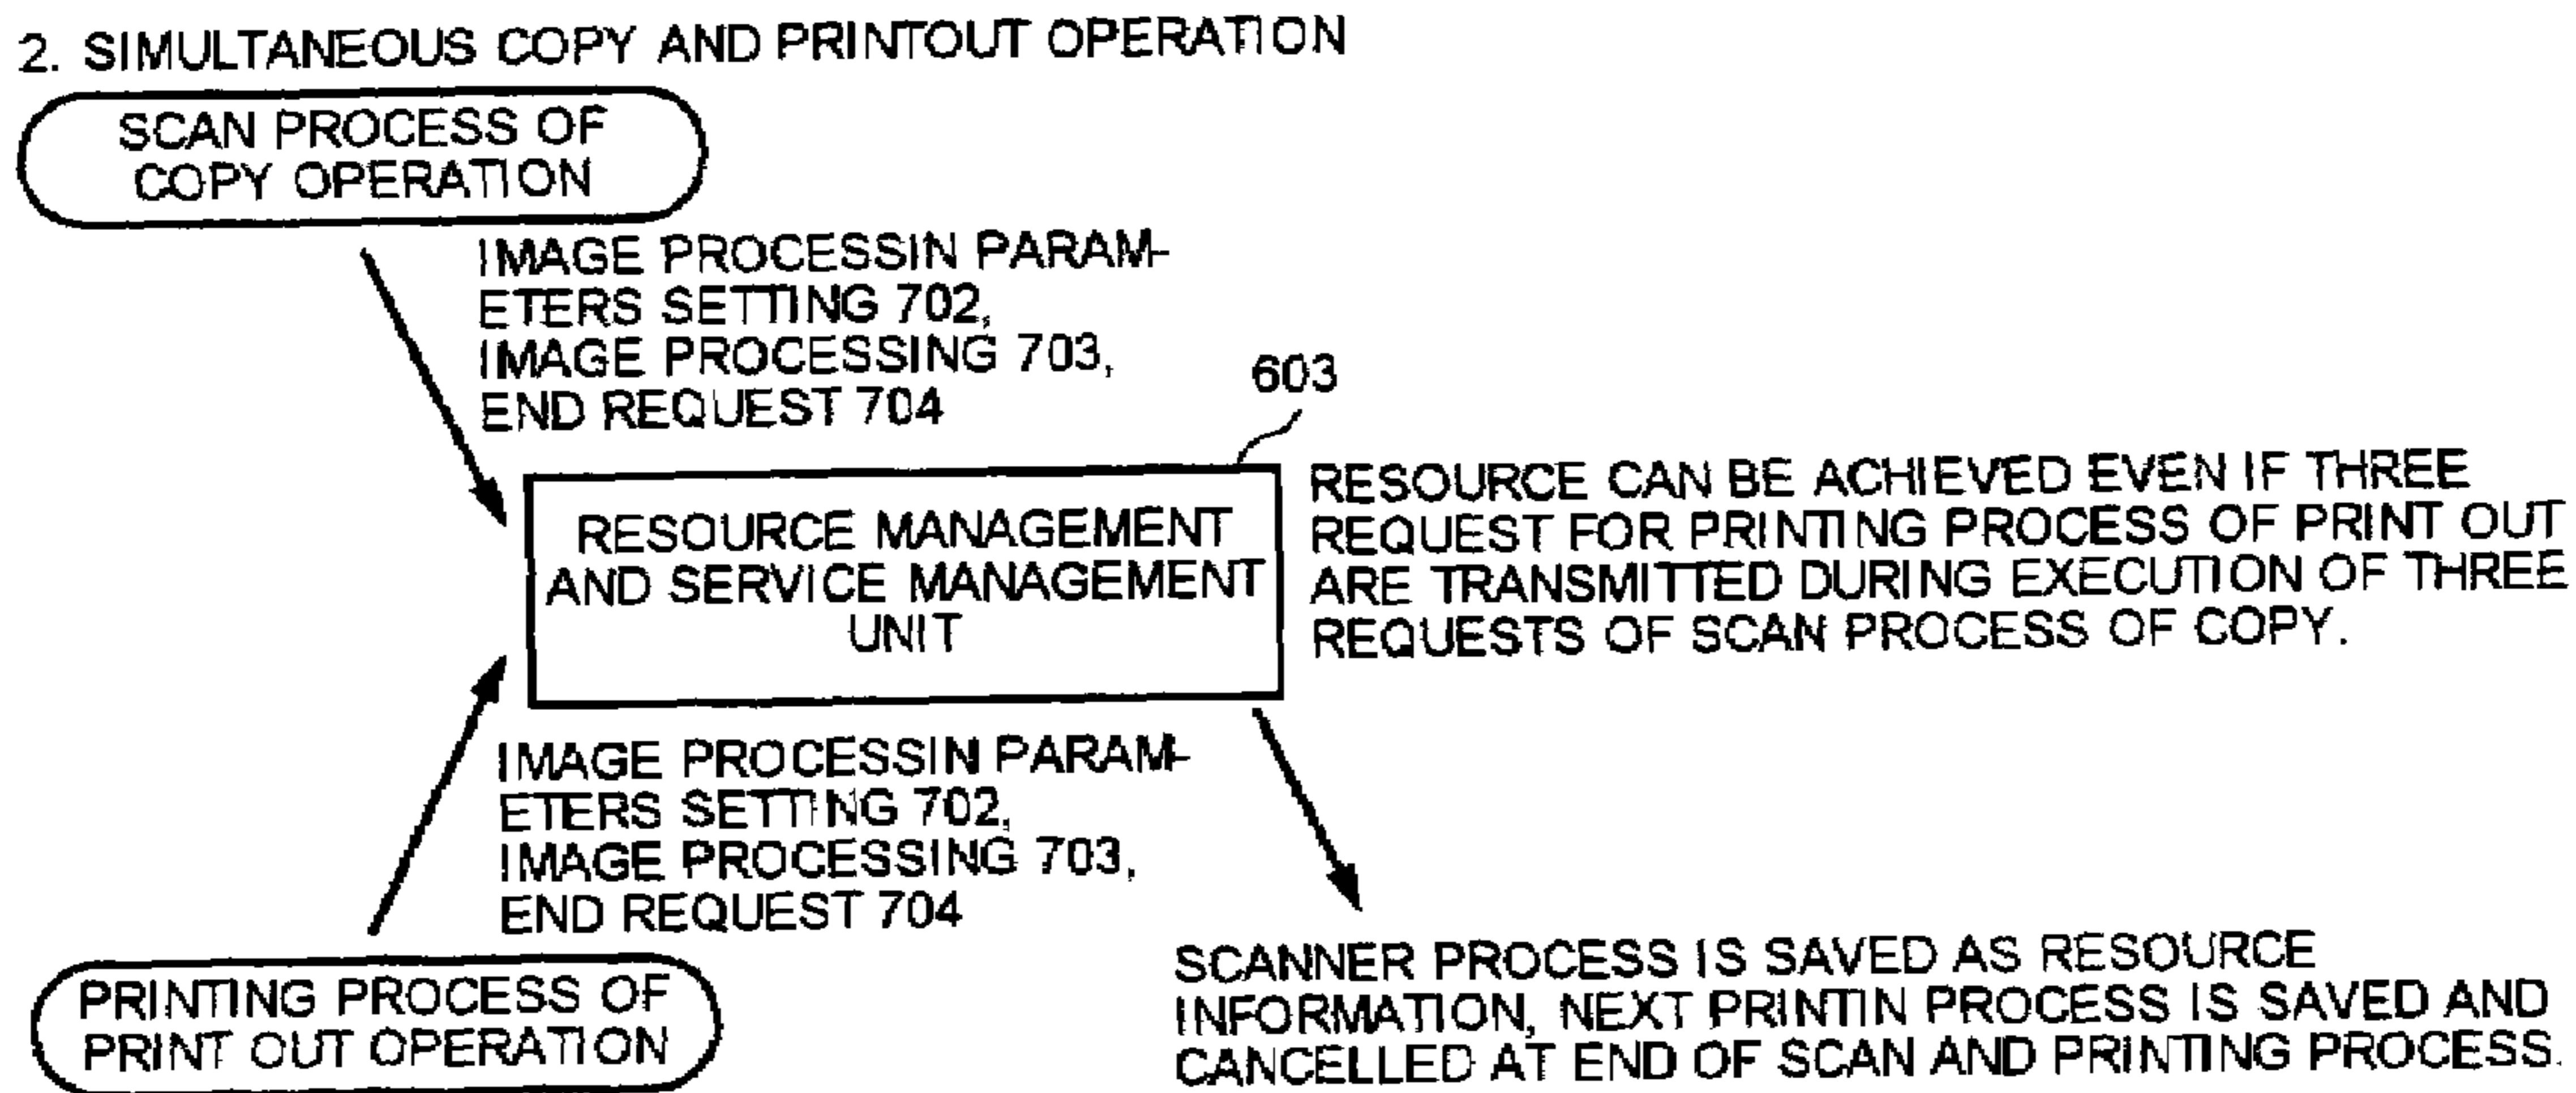 2. SIMULTANEOUS COPY AND PRINTOUT OPERATION
SCAN PROCESS OF
COPY OPERATION
IMAGE PROCESSIN PARAM-
ETERS SETTING 702,
IMAGE PROCESSING 703,
END REQUEST 704
603
RESOURCE MANAGEMENT
AND SERVICE MANAGEMENT
UNIT
RESOURCE CAN BE ACHIEVED EVEN IF THREE
REQUEST FOR PRINTING PROCESS OF PRINT OUT
ARE TRANSMITTED DURING EXECUTION OF THREE
REQUESTS OF SCAN PROCESS OF COPY.
IMAGE PROCESSIN PARAM-
ETERS SETTING 702,
IMAGE PROCESSING 703,
END REQUEST 704
PRINTING PROCESS OF
PRINT OUT OPERATION
SCANNER PROCESS IS SAVED AS RESOURCE
INFORMATION, NEXT PRINTIN PROCESS IS SAVED AND
CANCELLED AT END OF SCAN AND PRINTING PROCESS.